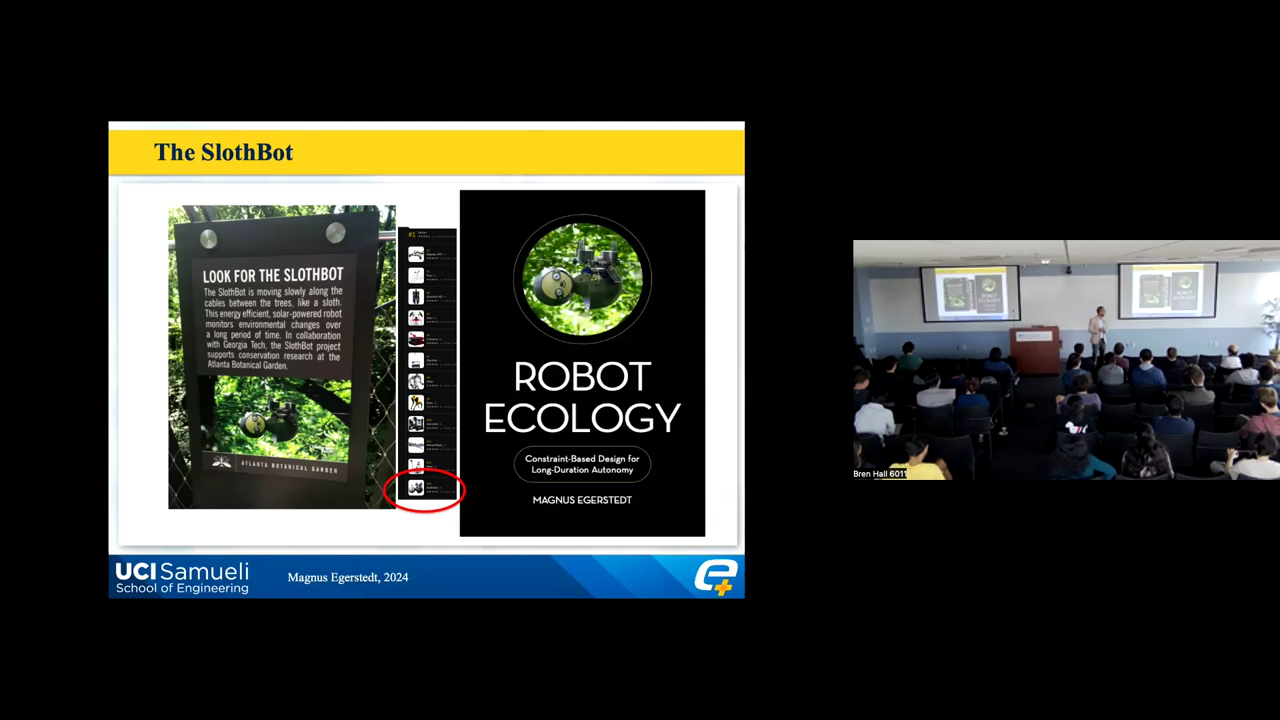 The SlothBot
LOOK FOR THE SLOTHBOT
The SlothBot is moving slowly along the
cables between the trees, like a sloth.
This energy efficient, solar-powered robot
monitors environmental changes over
a long period of time. In collaboration
with Georgia Tech, the SlothBot project
supports conservation research at the
Atlanta Botanical Garden.
ATLANTA BOTANICAL GARDEN
#1
ROBOT
ECOLOGY
Constraint-Based Design for
Long-Duration Autonomy
MAGNUS EGERSTEDT
UCI Samueli
School of Engineering
Magnus Egerstedt, 2024
e+
ROBOT
ECOLOGY
Bren Hall 6011